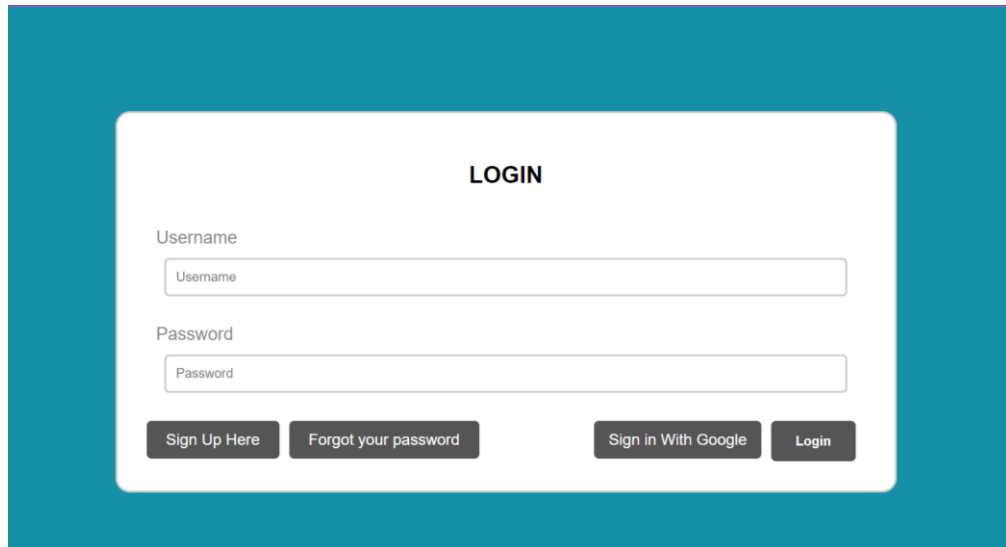 LOGIN
Username
Username
Password
Password
Sign Up Here Forgot your password Sign in With Google Login